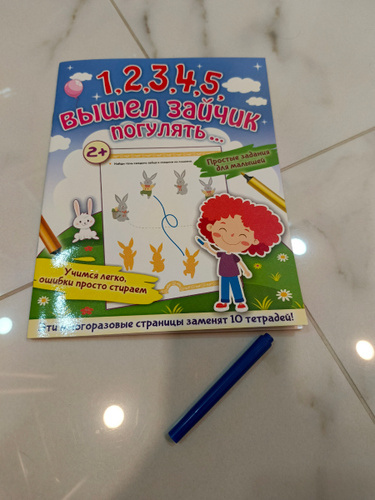 1, 2, 3, 4, 5,
ВЫШЕЛ ЗАЙЧИК
ПОГУЛЯТЬ...
2+
Простые задания
для малышей
Учимся легко,
ошибки просто стираем
Эти многоразовые страницы заменят 10 тетрадей!